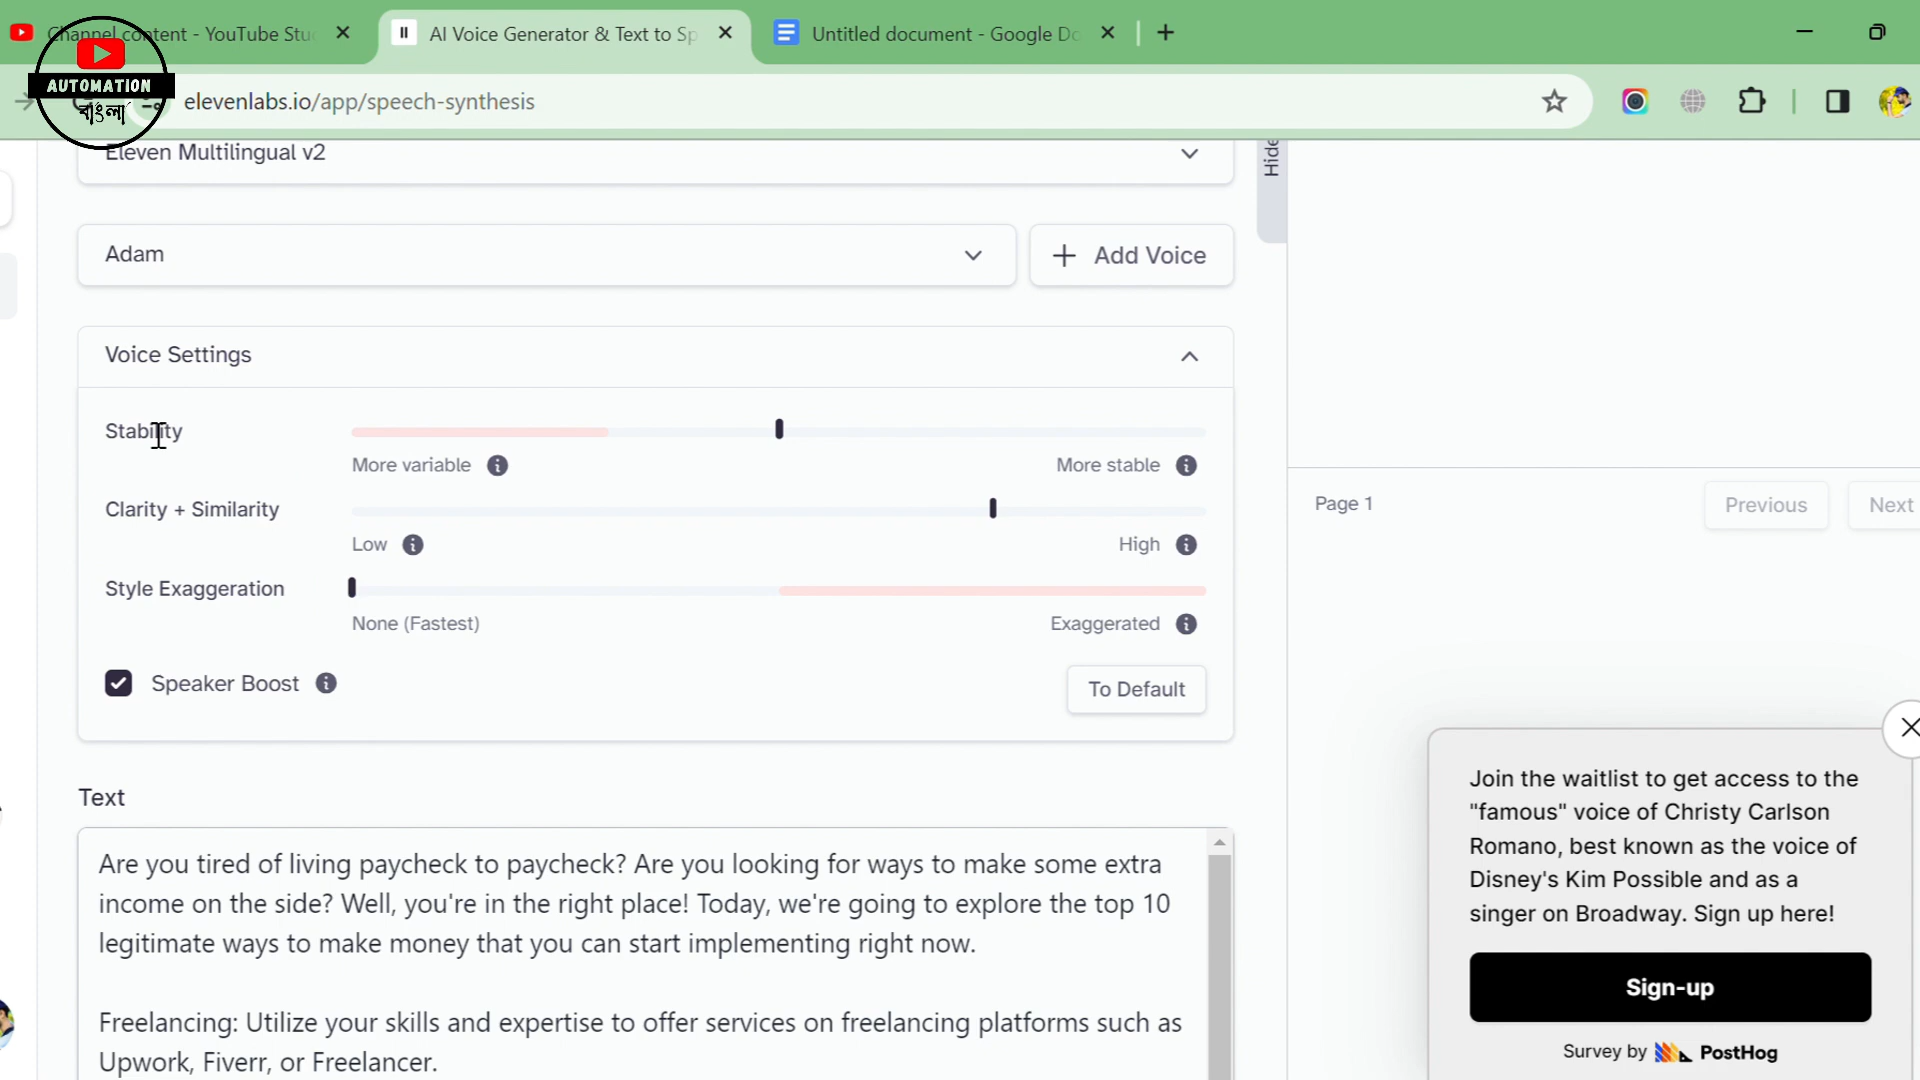 Channel content - YouTube Stu
AI Voice Generator & Text to Sp
Untitled document - Google Do
AUTOMATION
বাংলা
elevenlabs.io/app/speech-synthesis
Eleven Multilingual v2
Hide
Adam
Add Voice
Voice Settings
Stability
More variable
More stable
Clarity + Similarity
Low
High
Style Exaggeration
None (Fastest)
Exaggerated
Speaker Boost
To Default
Page 1
Previous
Next
Text
Are you tired of living paycheck to paycheck? Are you looking for ways to make some extra
income on the side? Well, you're in the right place! Today, we're going to explore the top 10
legitimate ways to make money that you can start implementing right now.
Freelancing: Utilize your skills and expertise to offer services on freelancing platforms such as
Upwork, Fiverr, or Freelancer.
Join the waitlist to get access to the
"famous" voice of Christy Carlson
Romano, best known as the voice of
Disney's Kim Possible and as a
singer on Broadway. Sign up here!
Sign-up
Survey by PostHog